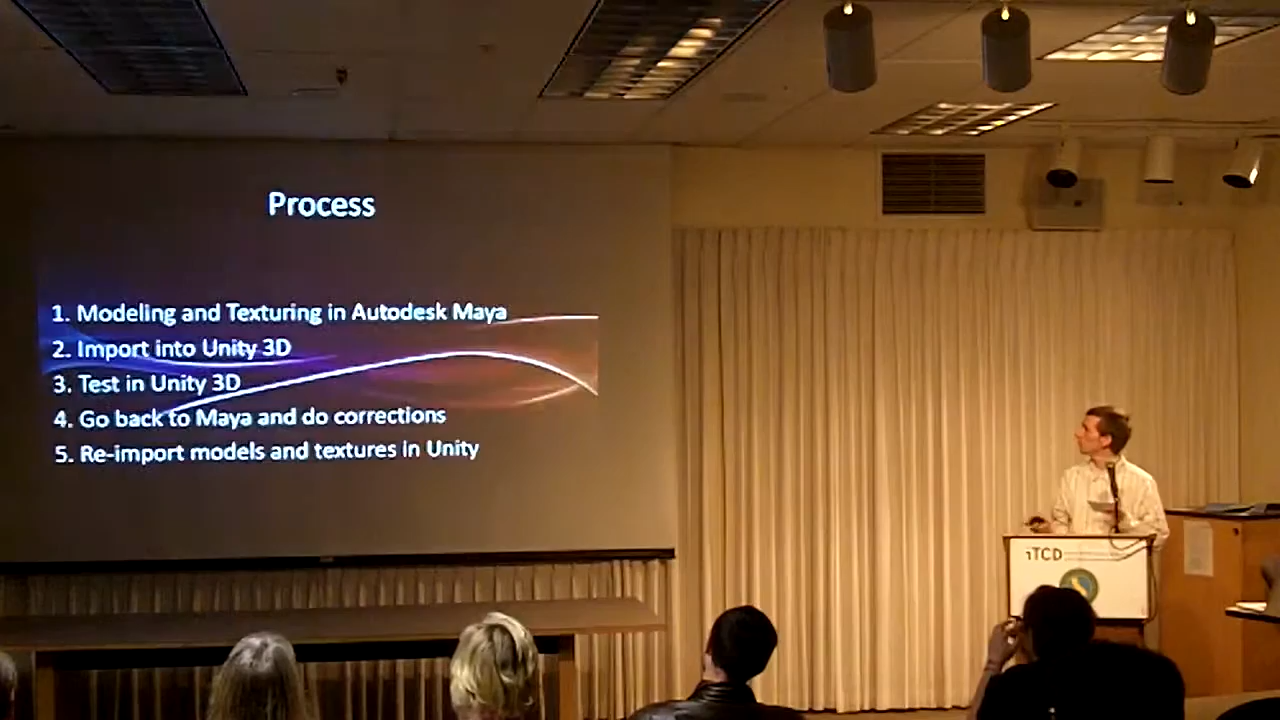 Process
1. Modeling and Texturing in Autodesk Maya
2. Import into Unity 3D
3. Test in Unity 3D
4. Go back to Maya and do corrections
5. Re-import models and textures in Unity
iTCD